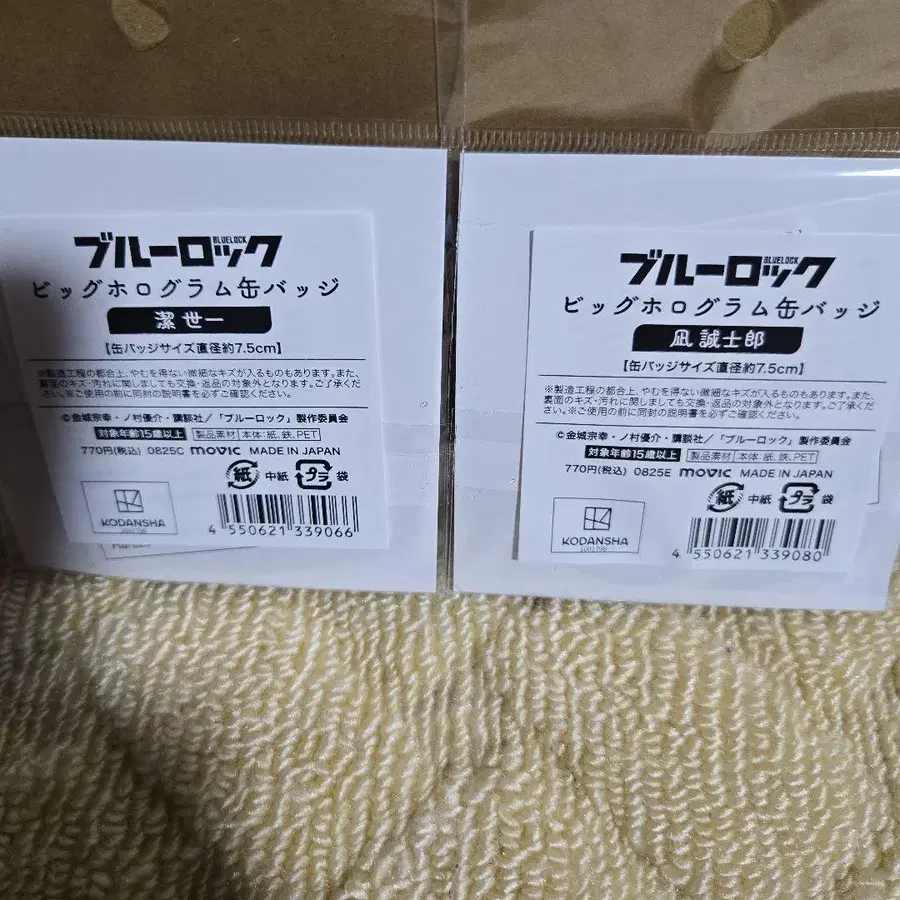 ブルーロック
BLUELOCK
ビッグホログラム缶バッジ
潔 世一
【缶バッジサイズ直径約7.5cm】
※製造工程の都合上、やむを得ない微細なキズが入るものもあります。また、
裏面のキズ・汚れに関しましても交換・返品の対象外となります。ご了承くだ
さい。※ご使用の前に同封の説明書を必ずご確認ください。
©金城宗幸・ノ村優介・講談社／「ブルーロック」製作委員会
対象年齢15歳以上 製品素材 本体:紙、鉄、PET
770円(税込) 0825C movic MADE IN JAPAN
紙 中紙 プラ 袋
KODANSHA
4 550621 339066
ブルーロック
BLUELOCK
ビッグホログラム缶バッジ
凪 誠士郎
【缶バッジサイズ直径約7.5cm】
※製造工程の都合上、やむを得ない微細なキズが入るものもあります。また、
裏面のキズ・汚れに関しましても交換・返品の対象外となります。ご了承くだ
さい。※ご使用の前に同封の説明書を必ずご確認ください。
©金城宗幸・ノ村優介・講談社／「ブルーロック」製作委員会
対象年齢15歳以上 製品素材 本体:紙、鉄、PET
770円(税込) 0825E movic MADE IN JAPAN
紙 中紙 プラ 袋
KODANSHA
4 550621 339080